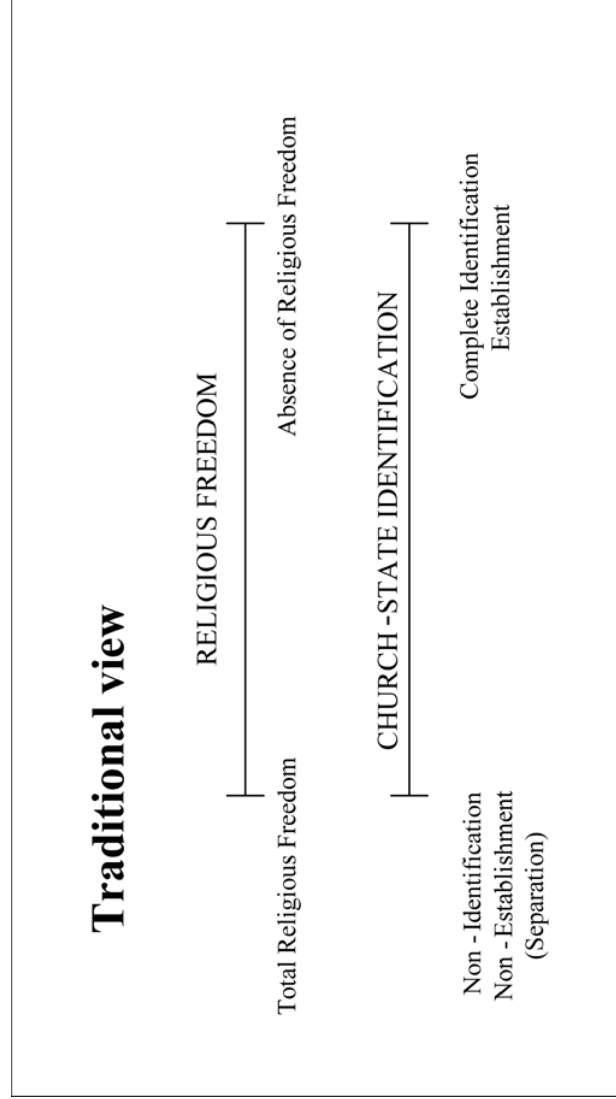 Traditional view
RELIGIOUS FREEDOM
Total Religious Freedom
Absence of Religious Freedom
CHURCH -STATE IDENTIFICATION
Non - Identification
Non - Establishment
(Separation)
Complete Identification
Establishment